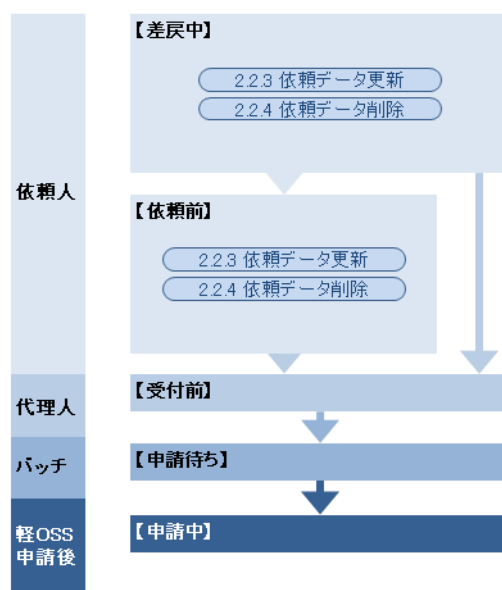 【差戻中】
2.2.3 依頼データ更新
2.2.4 依頼データ削除
依頼人
【依頼前】
2.2.3 依頼データ更新
2.2.4 依頼データ削除
代理人
【受付前】
バッチ
【申請待ち】
軽OSS
申請後
【申請中】